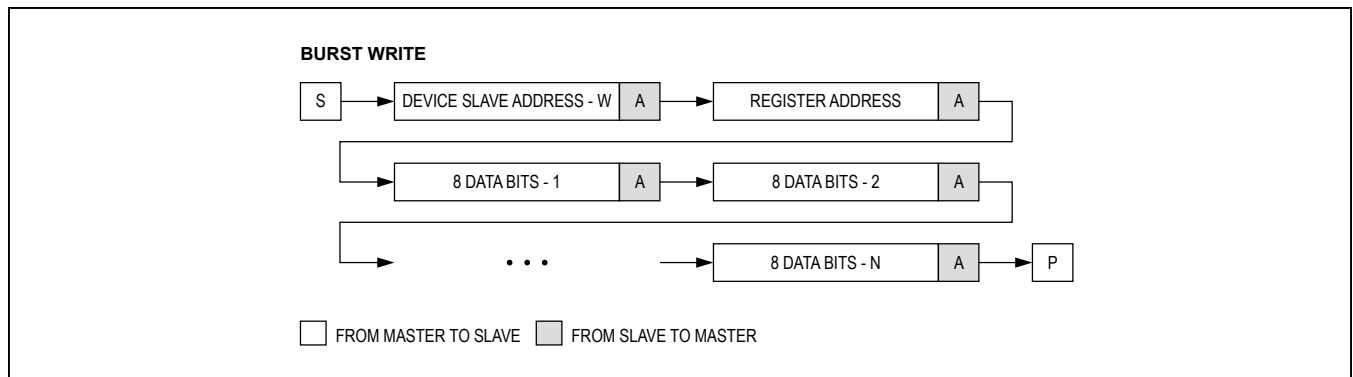 BURST WRITE
S DEVICE SLAVE ADDRESS - W A REGISTER ADDRESS A
8 DATA BITS - 1 A 8 DATA BITS - 2 A
• • • 8 DATA BITS - N A P
FROM MASTER TO SLAVE FROM SLAVE TO MASTER